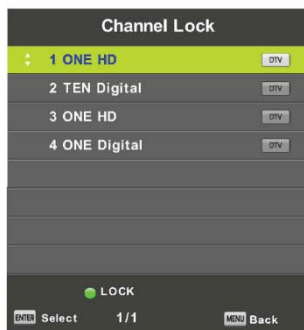 Channel Lock
1 ONE HD DTV
2 TEN Digital DTV
3 ONE HD DTV
4 ONE Digital DTV
LOCK
ENTER Select 1/1 MENU Back